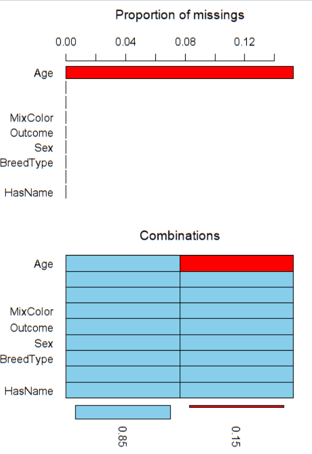 Proportion of missings
0.00 0.04 0.08 0.12
Age
MixColor
Outcome
Sex
BreedType
HasName
Combinations
Age
MixColor
Outcome
Sex
BreedType
HasName
0.85 0.15